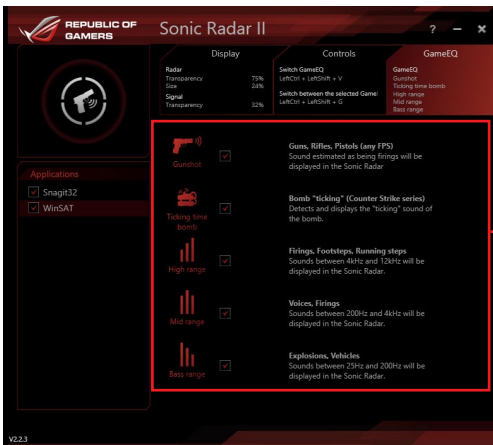 REPUBLIC OF
GAMERS
Sonic Radar II
?
Display
Controls
GameEQ
Radar
Transparency 75%
Size 24%
Signal
Transparency 32%
Switch GameEQ
LeftCtrl + LeftShift + V
Switch between the selected Game
LeftCtrl + LeftShift + G
GameEQ
Gunshot
Ticking time bomb
High range
Mid range
Bass range
Applications
Snagit32
WinSAT
Gunshot
Guns, Rifles, Pistols (any FPS)
Sound estimated as being firings will be
displayed in the Sonic Radar
Ticking time
bomb
Bomb "ticking" (Counter Strike series)
Detects and displays the "ticking" sound of
the bomb.
High range
Firings, Footsteps, Running steps
Sounds between 4kHz and 12kHz will be
displayed in the Sonic Radar.
Mid range
Voices, Firings
Sounds between 200Hz and 4kHz will be
displayed in the Sonic Radar.
Bass range
Explosions, Vehicles
Sounds between 25Hz and 200Hz will be
displayed in the Sonic Radar.
V2.2.3